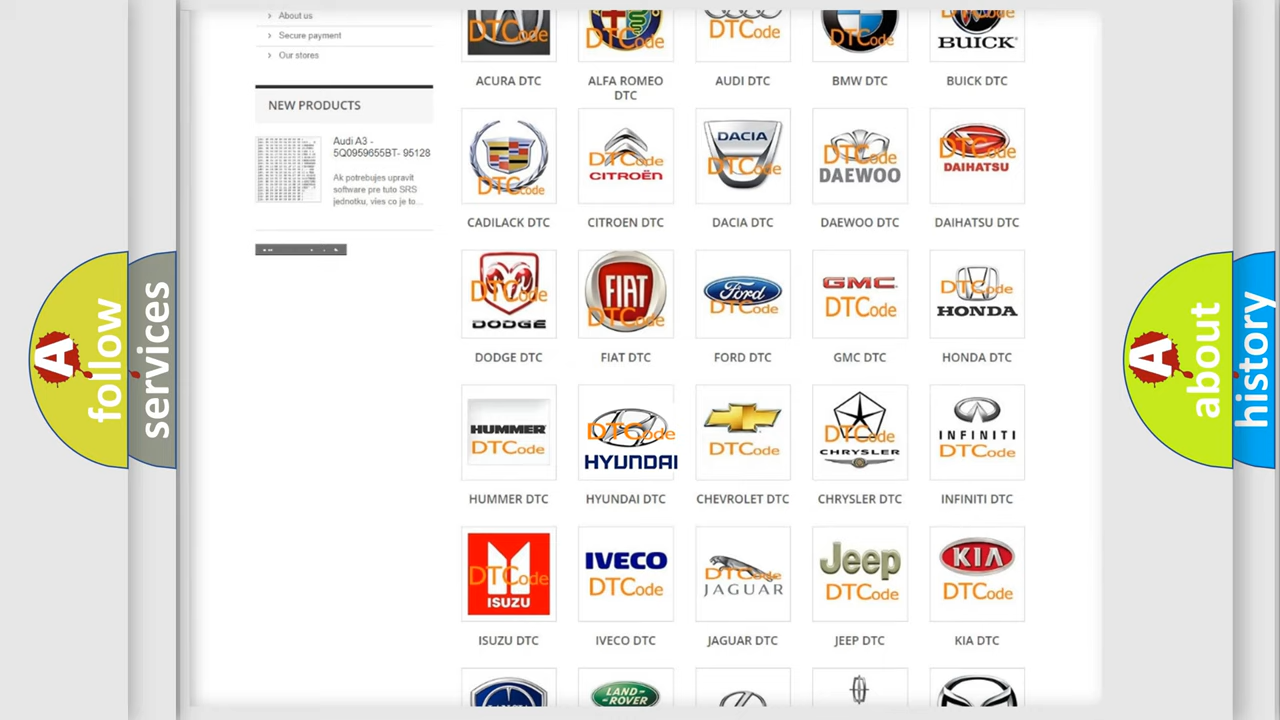 About us
Secure payment
Our stores
NEW PRODUCTS
Audi A3 -
5Q0959655BT- 95128
Ak potrebujes upravit
software pre tuto SRS
jednotku, vies co je to...
DTCode DTCode DTCode DTCode BUICK
ACURA DTC ALFA ROMEO DTC AUDI DTC BMW DTC BUICK DTC
DTCode
DTCode CITROËN
DACIA DTCode
DTCode DAEWOO
DTCode DAIHATSU
CADILACK DTC CITROEN DTC DACIA DTC DAEWOO DTC DAIHATSU DTC
DTCode DODGE
FIAT DTCode
Ford DTCode
GMC DTCode
DTCode HONDA
DODGE DTC FIAT DTC FORD DTC GMC DTC HONDA DTC
HUMMER DTCode
DTCode HYUNDAI
DTCode
DTCode CHRYSLER
INFINITI DTCode
HUMMER DTC HYUNDAI DTC CHEVROLET DTC CHRYSLER DTC INFINITI DTC
DTCode ISUZU
IVECO DTCode
DTCode JAGUAR
Jeep DTCode
KIA DTCode
ISUZU DTC IVECO DTC JAGUAR DTC JEEP DTC KIA DTC
LAND-
ROVER
A follow
services
A about
history